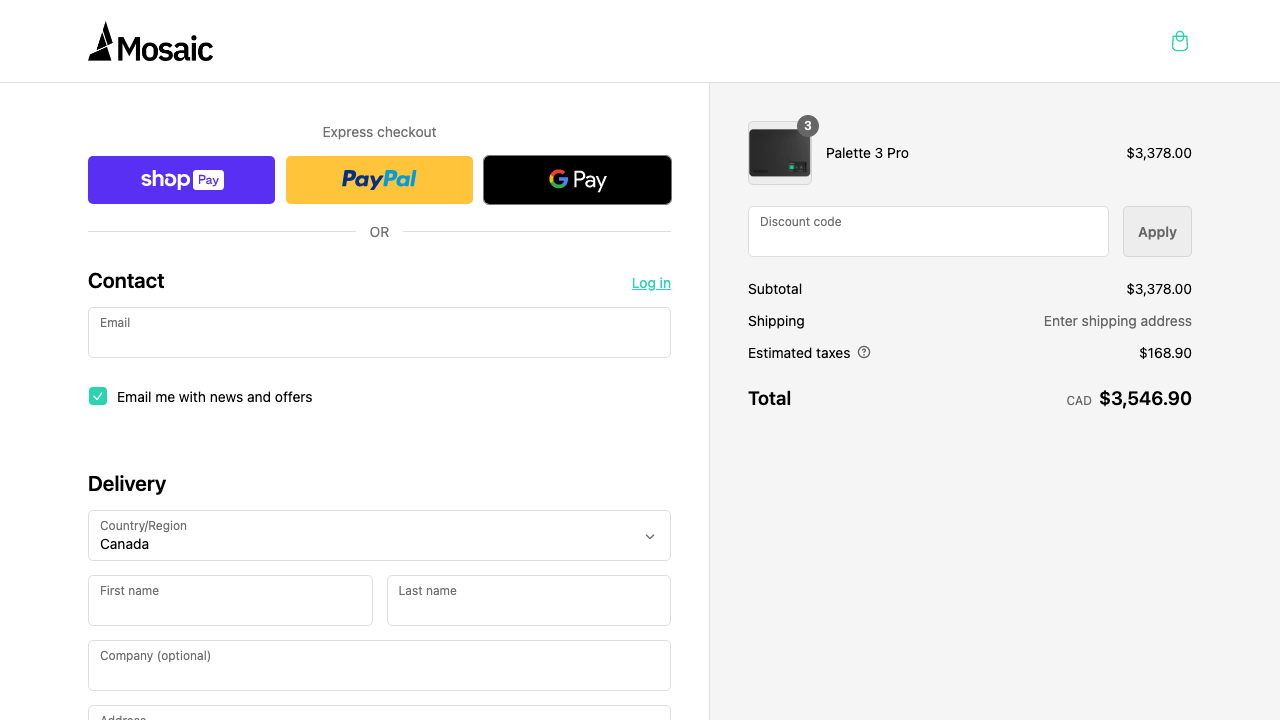 Mosaic
Express checkout
shop Pay
PayPal
G Pay
OR
Contact
Log in
Email
Email me with news and offers
Delivery
Country/Region
Canada
First name
Last name
Company (optional)
Address
3
Palette 3 Pro
$3,378.00
Discount code
Apply
Subtotal
$3,378.00
Shipping
Enter shipping address
Estimated taxes
$168.90
Total
CAD $3,546.90